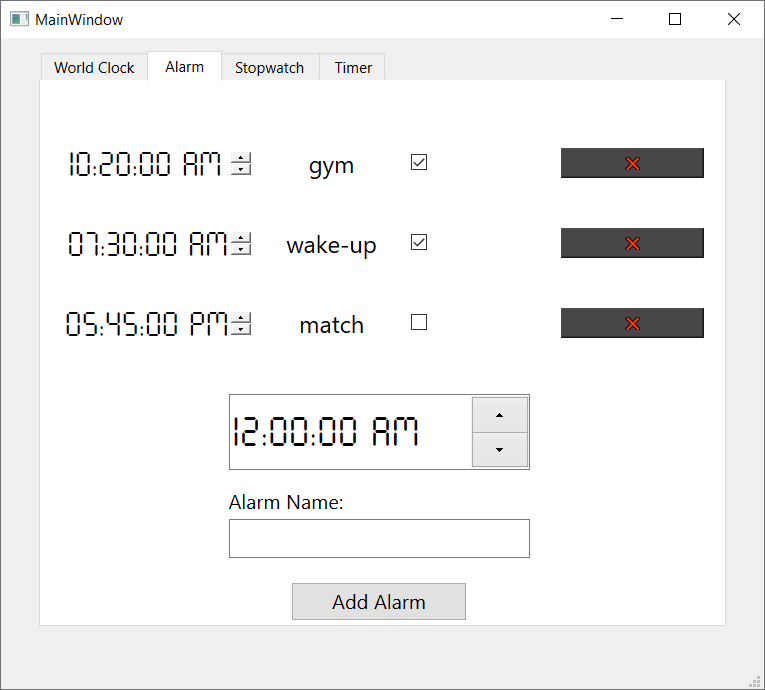 MainWindow
World Clock Alarm Stopwatch Timer
10:20:00 AM gym
07:30:00 AM wake-up
05:45:00 PM match
12:00:00 AM
Alarm Name:
Add Alarm